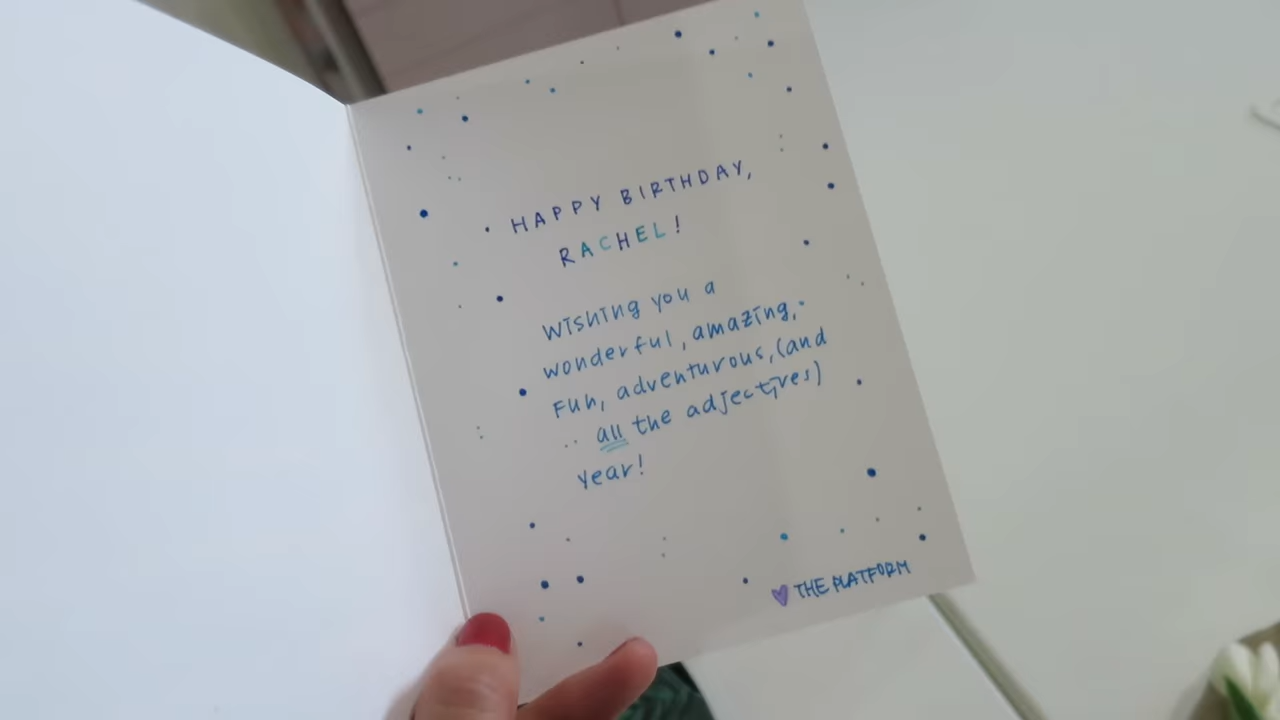 HAPPY BIRTHDAY,
RACHEL!
Wishing you a
wonderful, amazing,
Fun, adventurous, (and
all the adjectives)
year!
THE PLATFORM